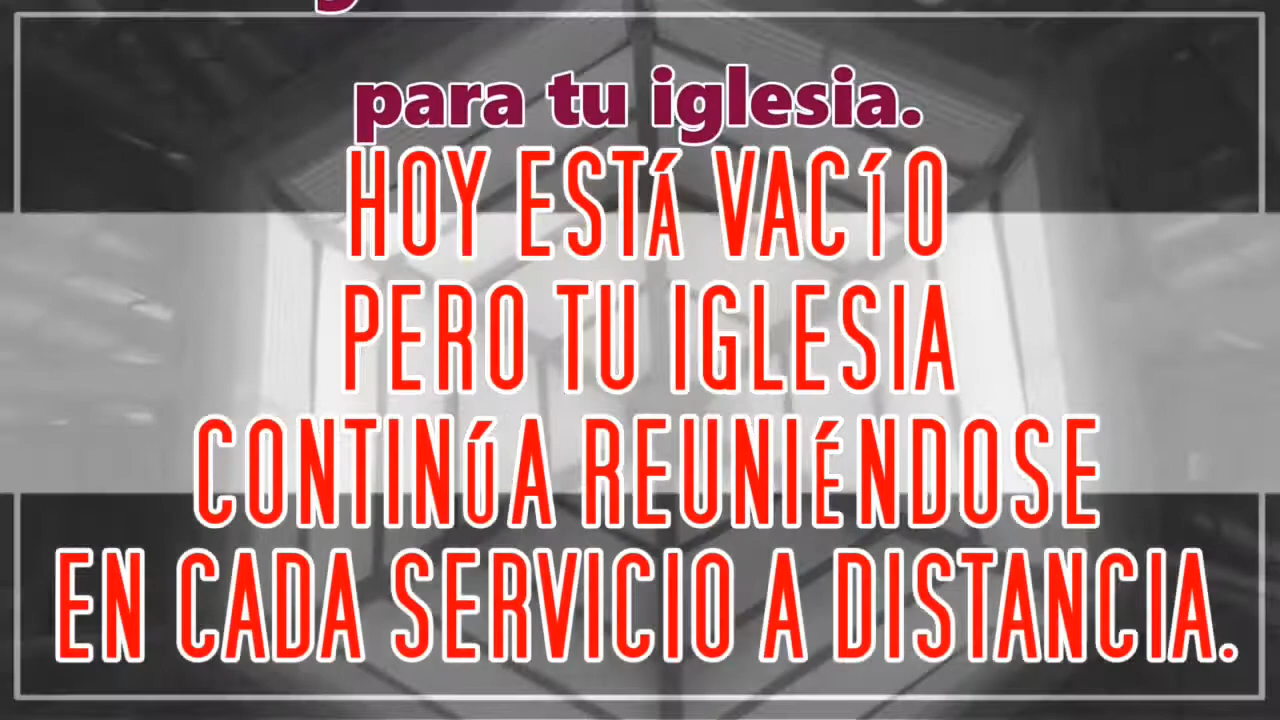 para tu iglesia.
HOY ESTÁ VACÍO
PERO TU IGLESIA
CONTINÚA REUNIÉNDOSE
EN CADA SERVICIO A DISTANCIA.